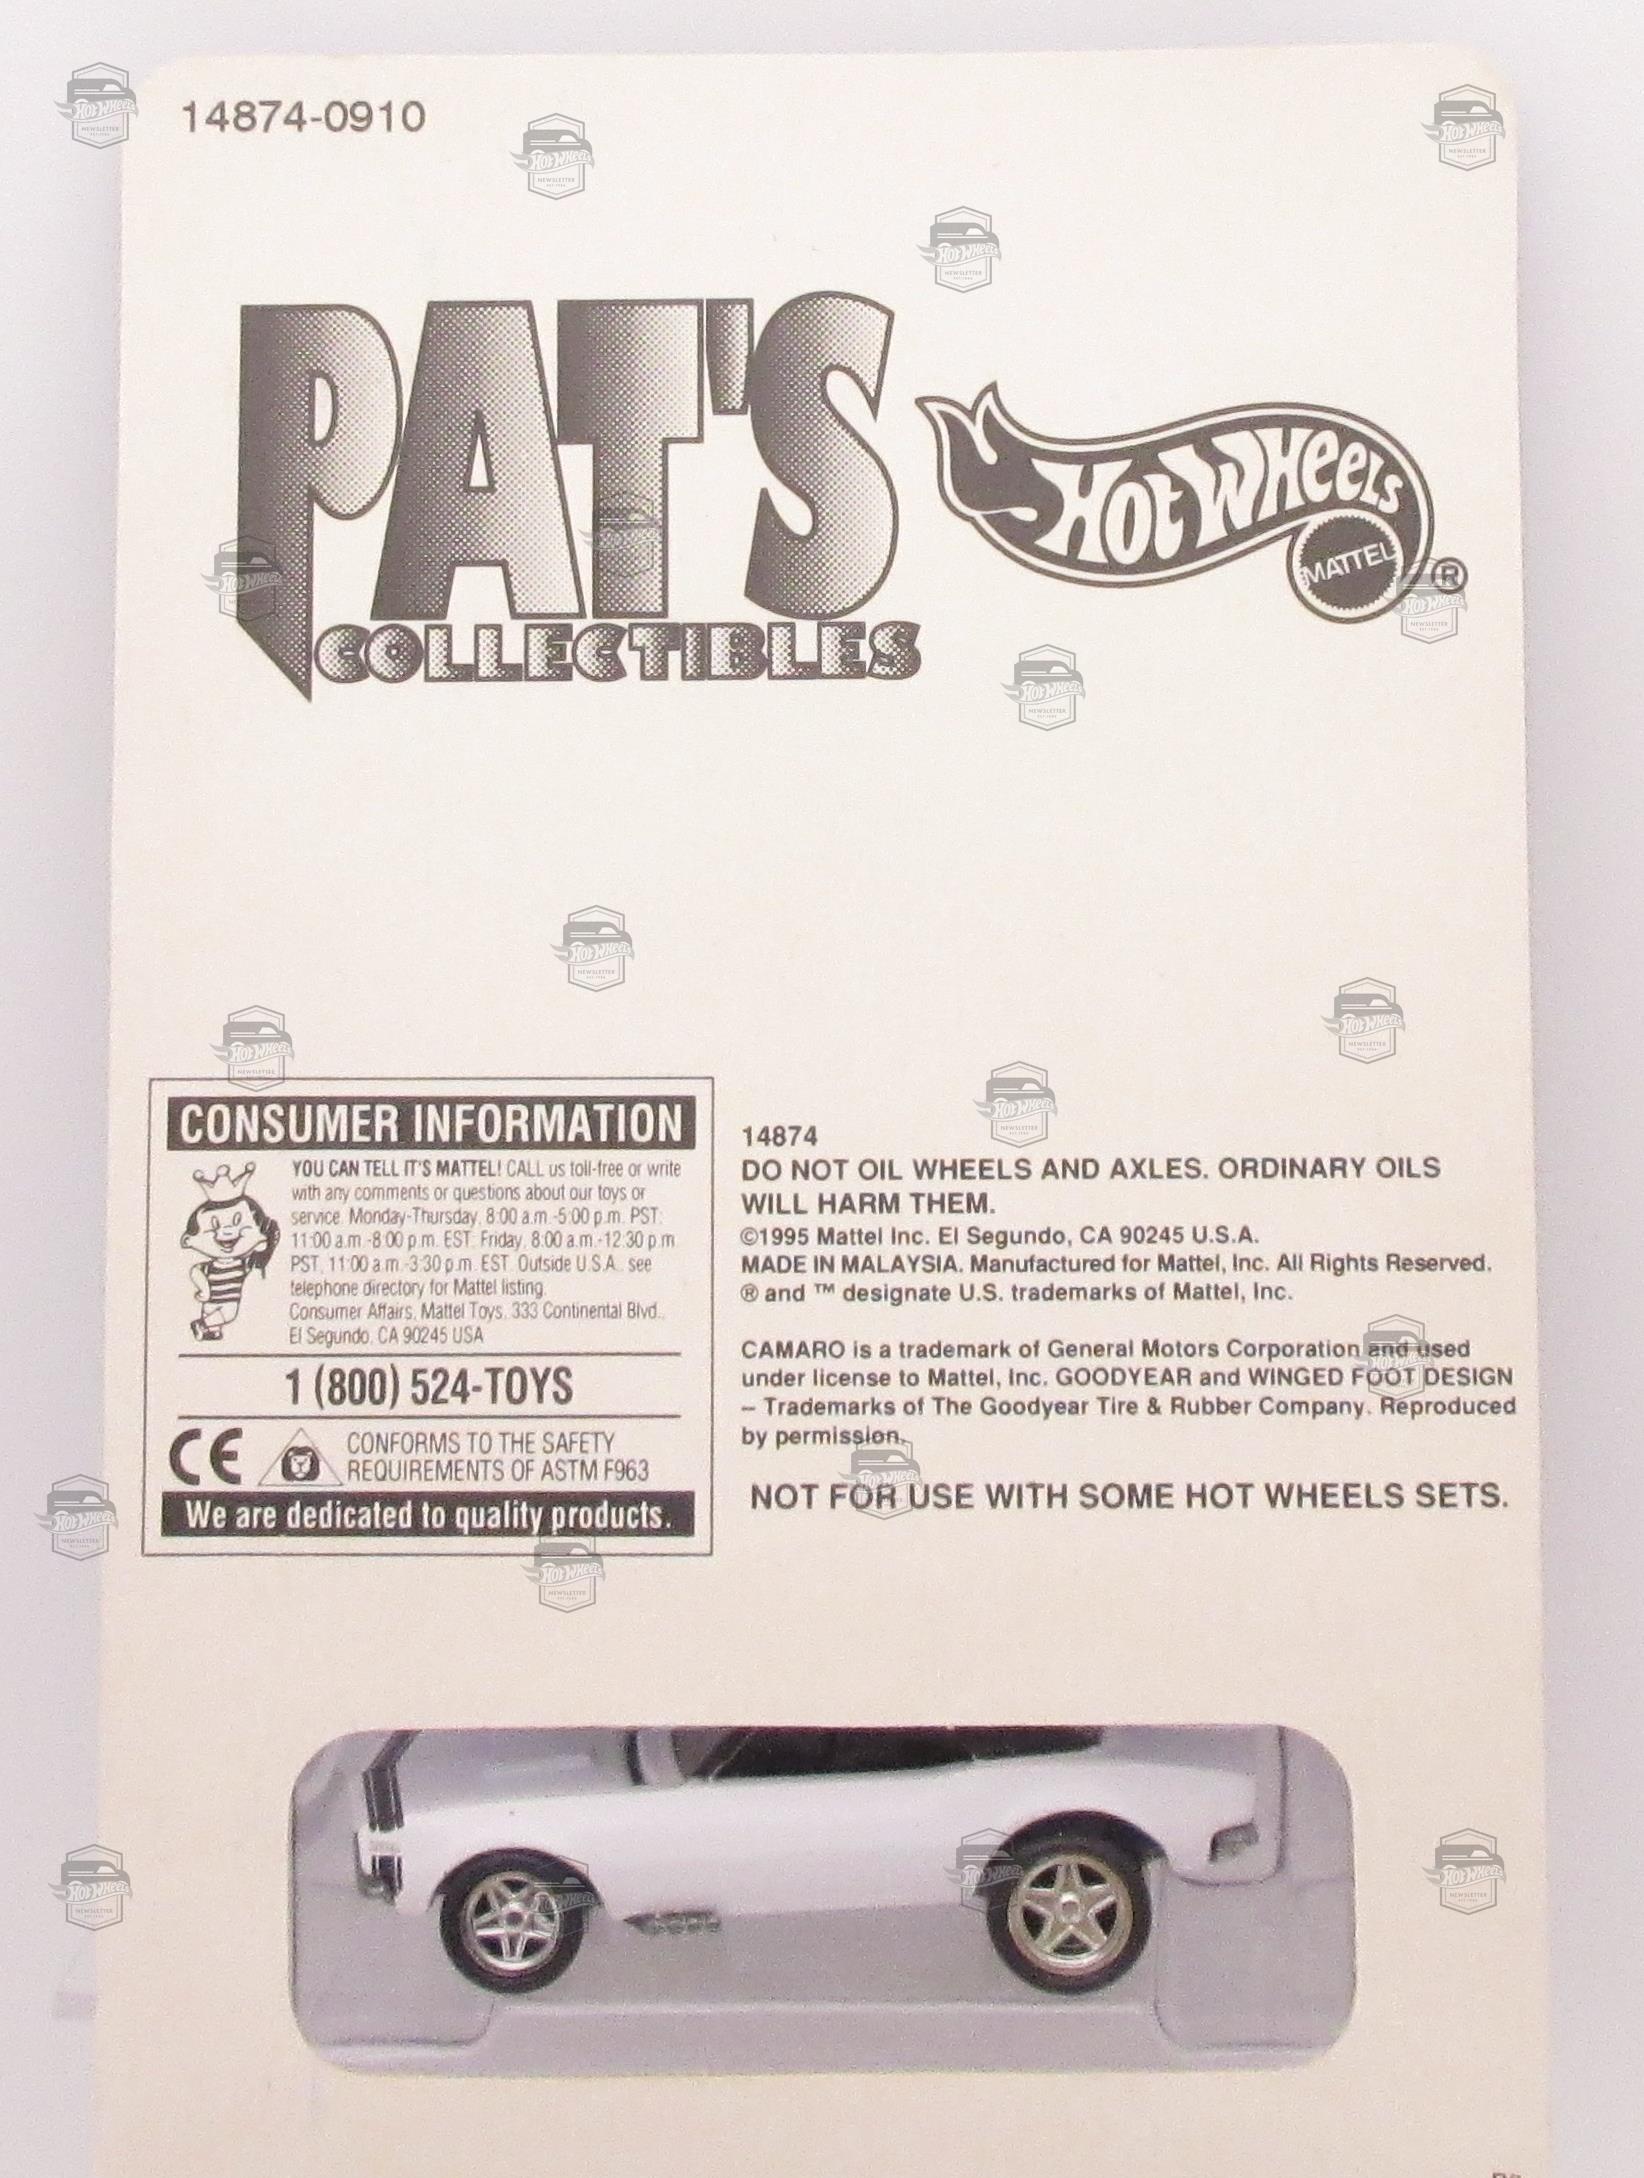 14874-0910
PAT'S
COLLECTIBLES
Hot Wheels
MATTEL
®
CONSUMER INFORMATION
YOU CAN TELL IT'S MATTEL! CALL us toll-free or write
with any comments or questions about our toys or
service. Monday-Thursday, 8:00 a.m.-5:00 p.m. PST:
11:00 a.m.-8:00 p.m. EST. Friday, 8:00 a.m.-12:30 p.m.
PST, 11:00 a.m.-3:30 p.m. EST. Outside U.S.A. see
telephone directory for Mattel listing.
Consumer Affairs, Mattel Toys, 333 Continental Blvd.,
El Segundo, CA 90245 USA
1 (800) 524-TOYS
CE
CONFORMS TO THE SAFETY
REQUIREMENTS OF ASTM F963
We are dedicated to quality products.
14874
DO NOT OIL WHEELS AND AXLES. ORDINARY OILS
WILL HARM THEM.
©1995 Mattel Inc. El Segundo, CA 90245 U.S.A.
MADE IN MALAYSIA. Manufactured for Mattel, Inc. All Rights Reserved.
® and ™ designate U.S. trademarks of Mattel, Inc.
CAMARO is a trademark of General Motors Corporation and used
under license to Mattel, Inc. GOODYEAR and WINGED FOOT DESIGN
– Trademarks of The Goodyear Tire & Rubber Company. Reproduced
by permission.
NOT FOR USE WITH SOME HOT WHEELS SETS.
Hot Wheels
NEWSLETTER